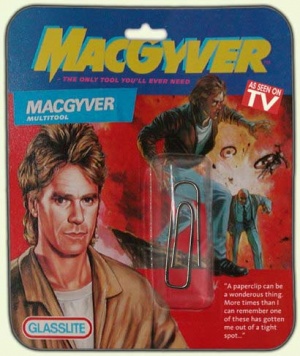 MACGYVER
- THE ONLY TOOL YOU'LL EVER NEED
AS SEEN ON
TV
MACGYVER
MULTITOOL
"A paperclip can be
a wonderous thing.
More times than I
can remember one
of these has gotten
me out of a tight
spot..."
GLASSLITE